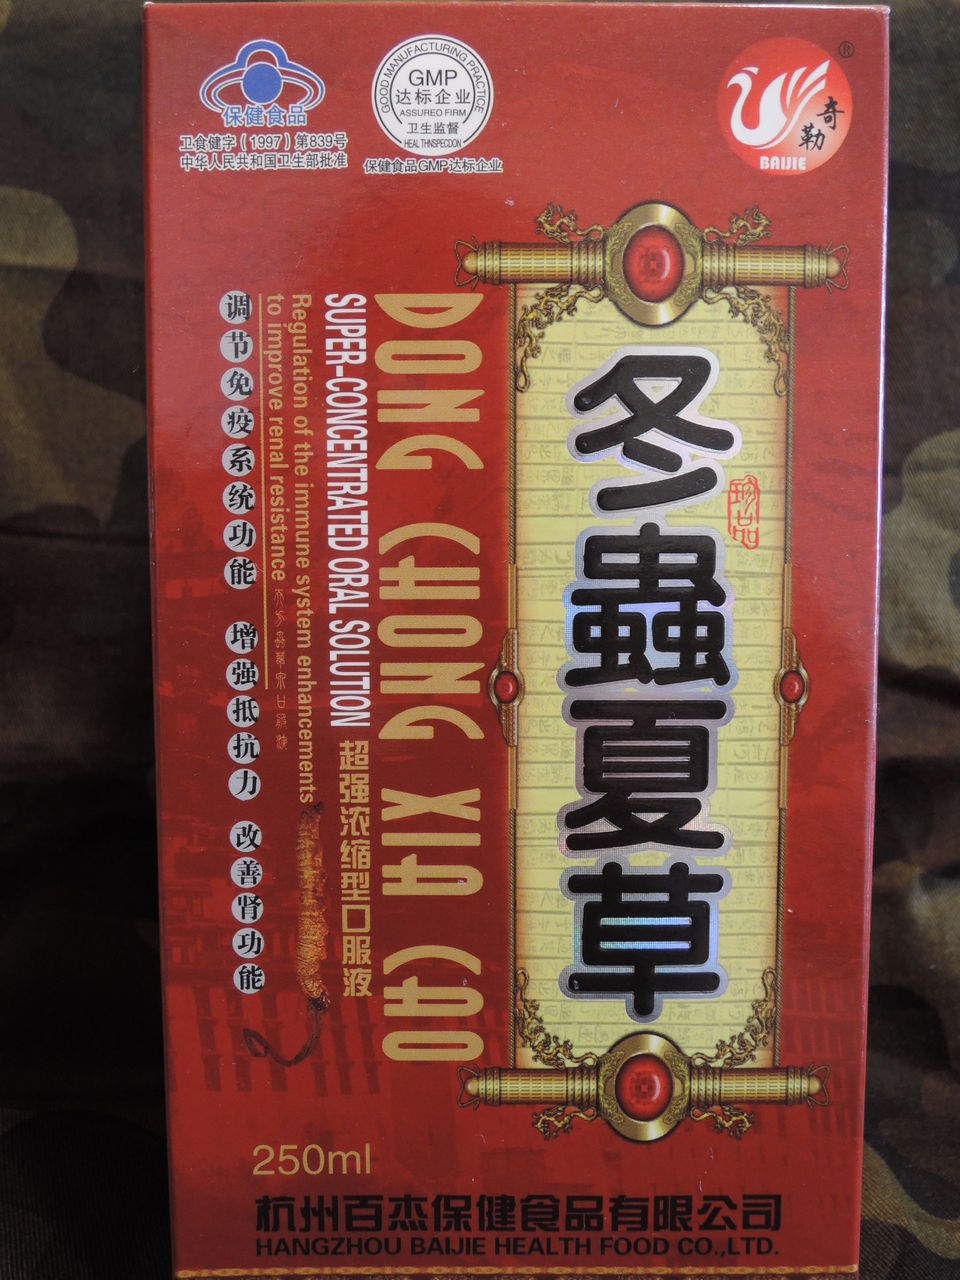 保健食品
卫食健字（1997）第839号
中华人民共和国卫生部批准
GOOD MANUFACTURING PRACTICE
GMP
达标企业
ASSUREO FIRM
卫生监督
HEALTHNSPECOON
保健食品GMP达标企业
®
奇勒
BAIJIE
冬蟲夏草
珍品
DONG CHONG XIA CAO
SUPER-CONCENTRATED ORAL SOLUTION 超强浓缩型口服液
Regulation of the immune system enhancements
to improve renal resistance
调节免疫系统功能 增强抵抗力 改善肾功能
250ml
杭州百杰保健食品有限公司
HANGZHOU BAIJIE HEALTH FOOD CO.,LTD.